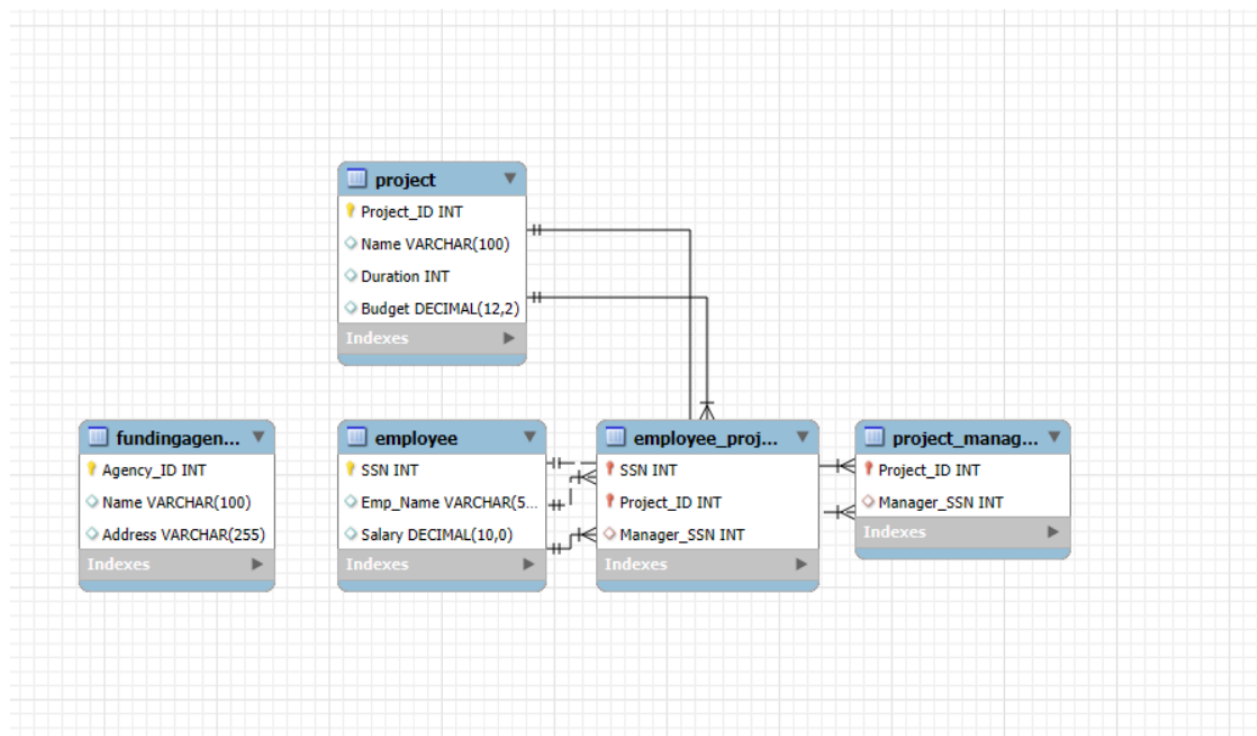 project
Project_ID INT
Name VARCHAR(100)
Duration INT
Budget DECIMAL(12,2)
Indexes
fundingagen...
Agency_ID INT
Name VARCHAR(100)
Address VARCHAR(255)
Indexes
employee
SSN INT
Emp_Name VARCHAR(5...
Salary DECIMAL(10,0)
Indexes
employee_proj...
SSN INT
Project_ID INT
Manager_SSN INT
Indexes
project_manag...
Project_ID INT
Manager_SSN INT
Indexes